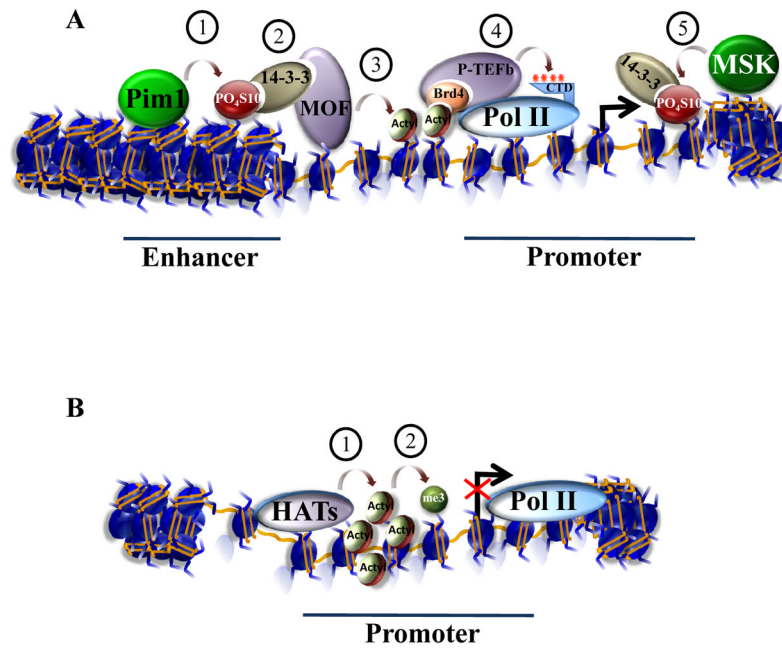 A
1
2
3
4
5
Pim1
PO4S10
14-3-3
MOF
Actyl
Actyl
Brd4
P-TEFb
Pol II
CTD
14-3-3
PO4S10
MSK
Enhancer
Promoter
B
1
2
HATs
Actyl
Actyl
Actyl
Actyl
me3
Pol II
Promoter